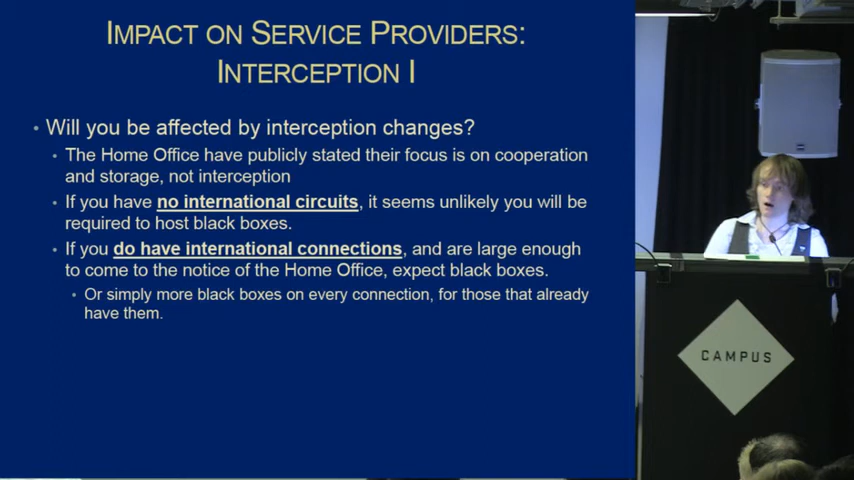 IMPACT ON SERVICE PROVIDERS:
INTERCEPTION I
• Will you be affected by interception changes?
• The Home Office have publicly stated their focus is on cooperation
and storage, not interception
• If you have no international circuits, it seems unlikely you will be
required to host black boxes.
• If you do have international connections, and are large enough
to come to the notice of the Home Office, expect black boxes.
• Or simply more black boxes on every connection, for those that already
have them.
CAMPUS